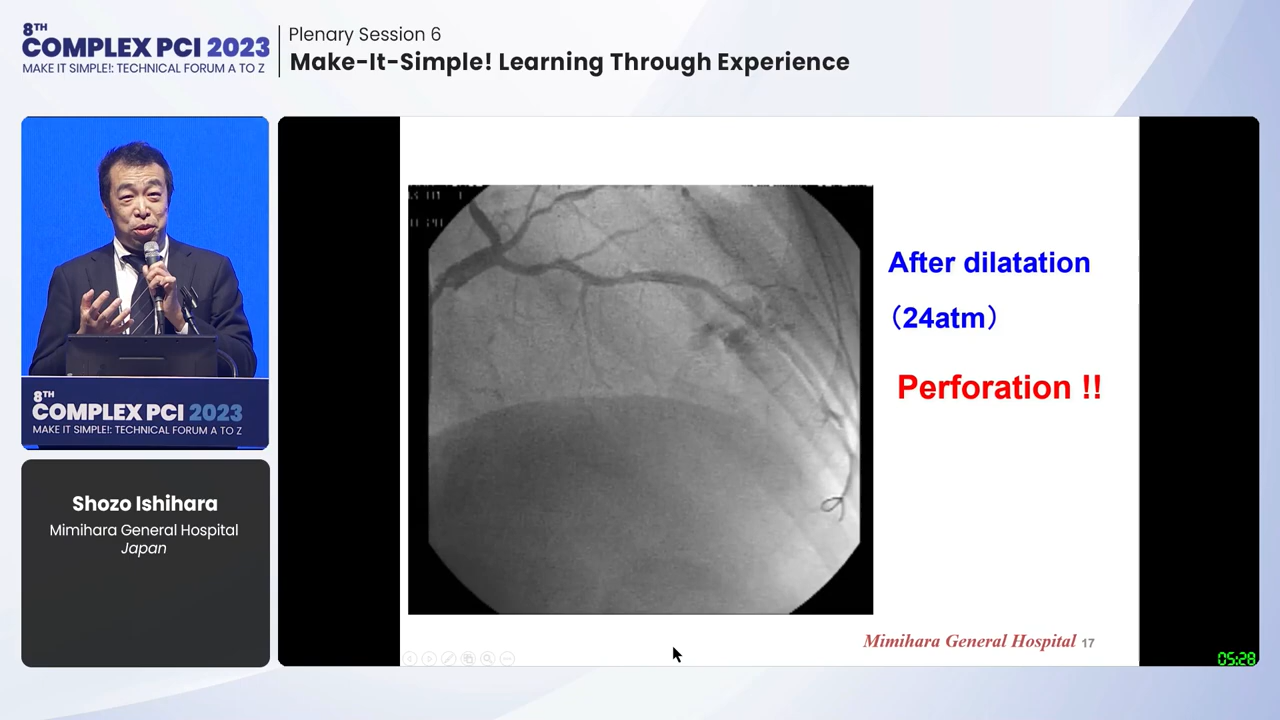 8TH
COMPLEX PCI 2023
MAKE IT SIMPLE!: TECHNICAL FORUM A TO Z
Plenary Session 6
Make-It-Simple! Learning Through Experience
After dilatation
（24atm）
Perforation !!
Mimihara General Hospital 17
8TH
COMPLEX PCI 2023
MAKE IT SIMPLE!: TECHNICAL FORUM A TO Z
Shozo Ishihara
Mimihara General Hospital
Japan
05:28